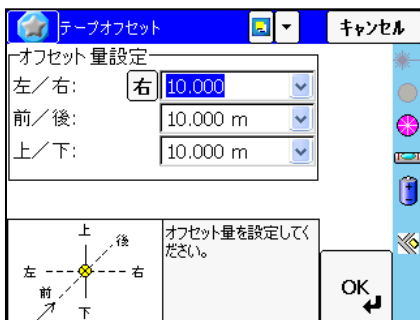 テープオフセット
キャンセル
オフセット量設定
左／右: 右 10.000
前／後: 10.000 m
上／下: 10.000 m
上
後
左 右
前
下
オフセット量を設定してく
ださい。
OK